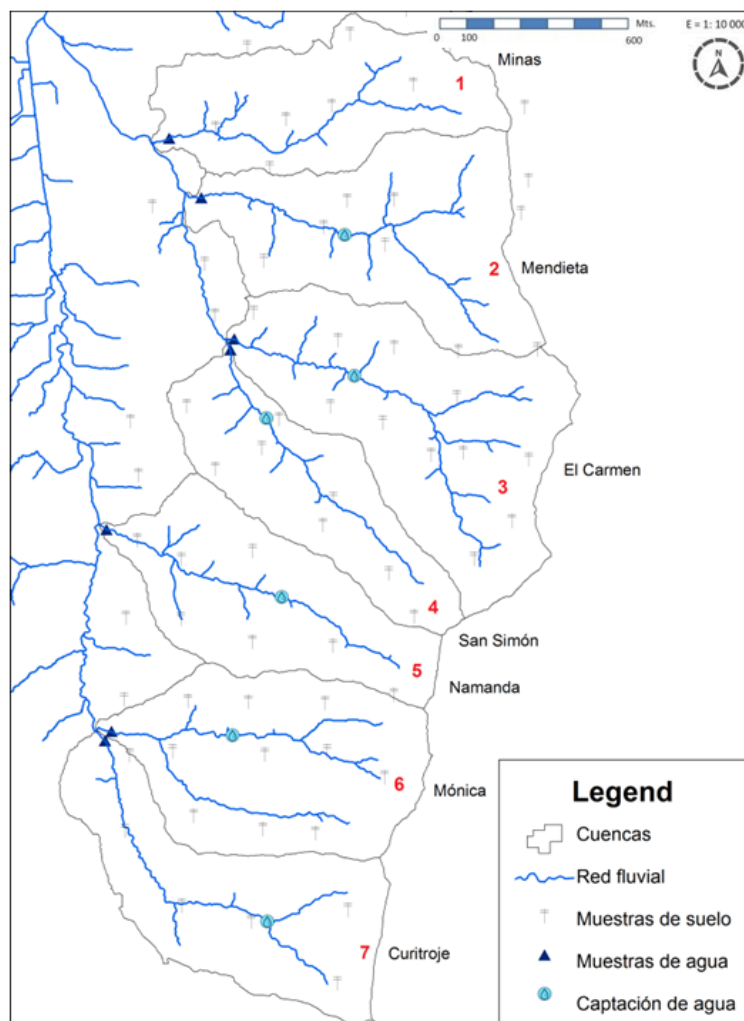 Mts.
E = 1: 10 000
0 100 600
N
Minas
1
2
Mendieta
3
El Carmen
4
San Simón
5
Namanda
6
Mónica
7
Curitroje
Legend
Cuencas
Red fluvial
Muestras de suelo
Muestras de agua
Captación de agua